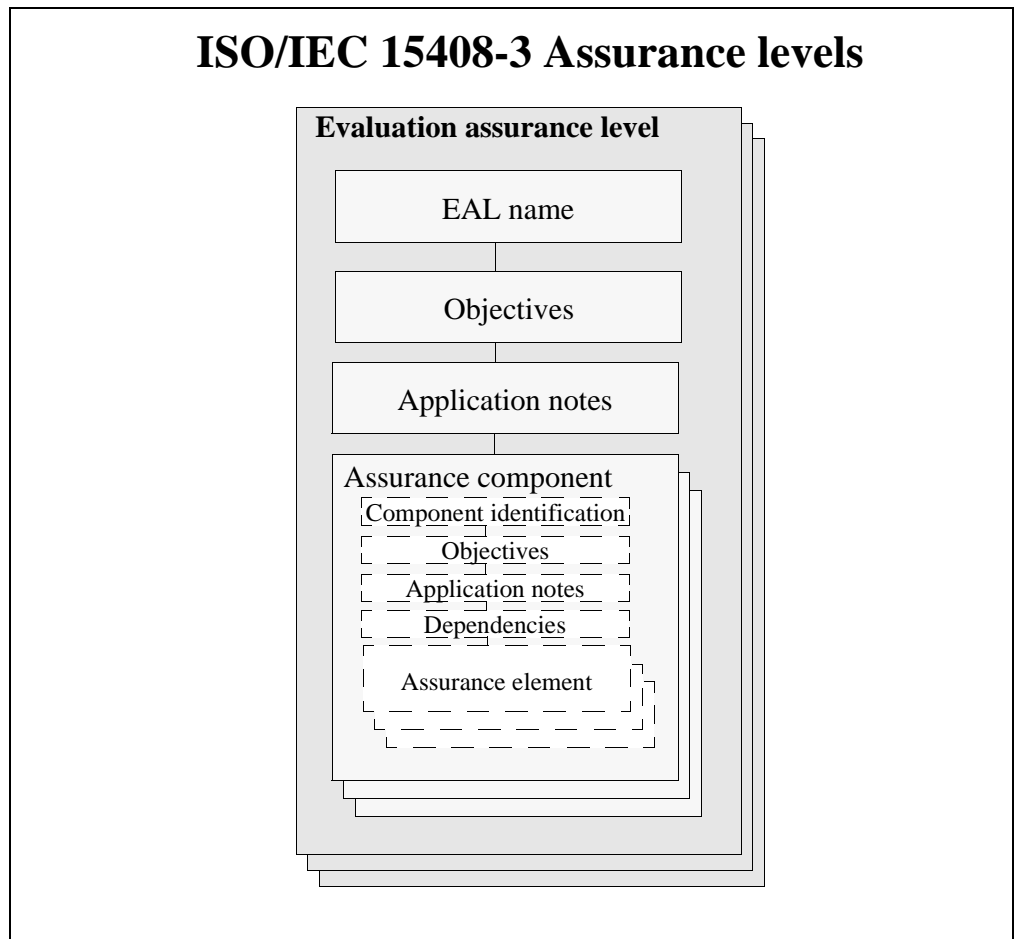 ISO/IEC 15408-3 Assurance levels
Evaluation assurance level
EAL name
Objectives
Application notes
Assurance component
Component identification
Objectives
Application notes
Dependencies
Assurance element